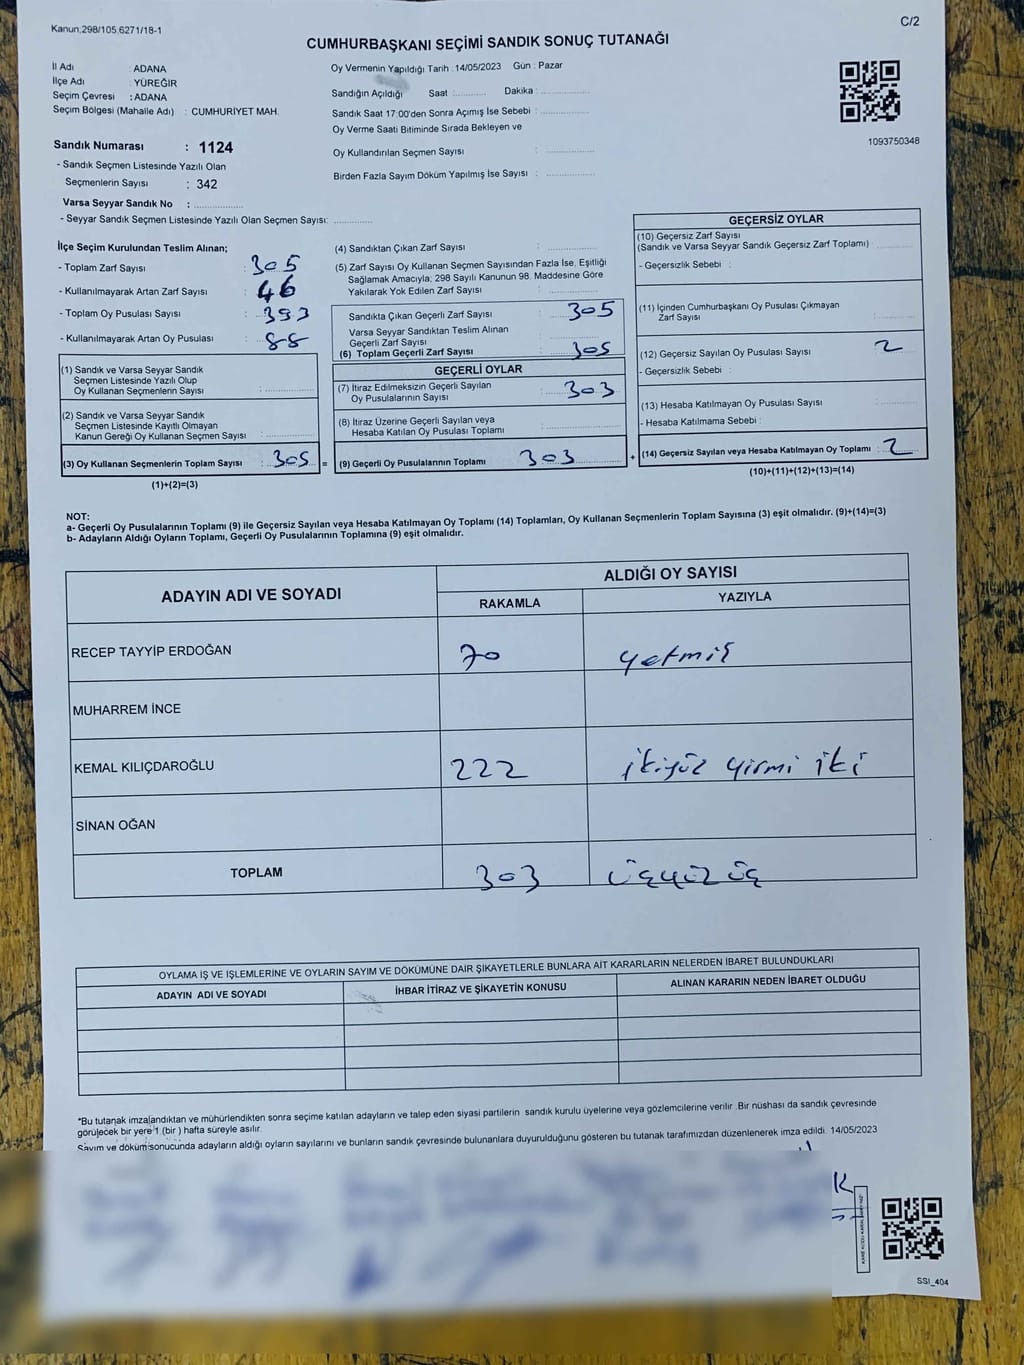 Kanun;298/105,6271/18-1
C/2
CUMHURBAŞKANI SEÇİMİ SANDIK SONUÇ TUTANAĞI
İl Adı : ADANA
İlçe Adı : YÜREĞİR
Seçim Çevresi : ADANA
Seçim Bölgesi (Mahalle Adı) : CUMHURİYET MAH.
Sandık Numarası : 1124
- Sandık Seçmen Listesinde Yazılı Olan
Seçmenlerin Sayısı : 342
Varsa Seyyar Sandık No :
- Seyyar Sandık Seçmen Listesinde Yazılı Olan Seçmen Sayısı:
Oy Vermenin Yapıldığı Tarih : 14/05/2023 Gün : Pazar
Sandığın Açıldığı Saat : Dakika :
Sandık Saat 17:00'den Sonra Açımış İse Sebebi :
Oy Verme Saati Bitiminde Sırada Bekleyen ve
Oy Kullandırılan Seçmen Sayısı :
Birden Fazla Sayım Döküm Yapılmış İse Sayısı :
1093750348
İlçe Seçim Kurulundan Teslim Alınan;
- Toplam Zarf Sayısı : 305
- Kullanılmayarak Artan Zarf Sayısı : 46
- Toplam Oy Pusulası Sayısı : 393
- Kullanılmayarak Artan Oy Pusulası : 88
(1) Sandık ve Varsa Seyyar Sandık
Seçmen Listesinde Yazılı Olup
Oy Kullanan Seçmenlerin Sayısı :
(2) Sandık ve Varsa Seyyar Sandık
Seçmen Listesinde Kayıtlı Olmayan
Kanun Gereği Oy Kullanan Seçmen Sayısı :
(3) Oy Kullanan Seçmenlerin Toplam Sayısı : 305 =
(1)+(2)=(3)
(4) Sandıktan Çıkan Zarf Sayısı :
(5) Zarf Sayısı Oy Kullanan Seçmen Sayısından Fazla İse, Eşitliği
Sağlamak Amacıyla; 298 Sayılı Kanunun 98. Maddesine Göre
Yakılarak Yok Edilen Zarf Sayısı :
Sandıkta Çıkan Geçerli Zarf Sayısı : 305
Varsa Seyyar Sandıktan Teslim Alınan
Geçerli Zarf Sayısı :
(6) Toplam Geçerli Zarf Sayısı : 305
GEÇERLİ OYLAR
(7) İtiraz Edilmeksizin Geçerli Sayılan
Oy Pusulalarının Sayısı : 303
(8) İtiraz Üzerine Geçerli Sayılan veya
Hesaba Katılan Oy Pusulası Toplamı :
(9) Geçerli Oy Pusulalarının Toplamı : 303 +
GEÇERSİZ OYLAR
(10) Geçersiz Zarf Sayısı
(Sandık ve Varsa Seyyar Sandık Geçersiz Zarf Toplamı) :
- Geçersizlik Sebebi :
(11) İçinden Cumhurbaşkanı Oy Pusulası Çıkmayan
Zarf Sayısı :
(12) Geçersiz Sayılan Oy Pusulası Sayısı : 2
- Geçersizlik Sebebi :
(13) Hesaba Katılmayan Oy Pusulası Sayısı :
- Hesaba Katılmama Sebebi :
(14) Geçersiz Sayılan veya Hesaba Katılmayan Oy Toplamı : 2
(10)+(11)+(12)+(13)=(14)
NOT:
a- Geçerli Oy Pusulalarının Toplamı (9) ile Geçersiz Sayılan veya Hesaba Katılmayan Oy Toplamı (14) Toplamları, Oy Kullanan Seçmenlerin Toplam Sayısına (3) eşit olmalıdır. (9)+(14)=(3)
b- Adayların Aldığı Oyların Toplamı, Geçerli Oy Pusulalarının Toplamına (9) eşit olmalıdır.
ADAYIN ADI VE SOYADI
ALDIĞI OY SAYISI
RAKAMLA YAZIYLA
RECEP TAYYİP ERDOĞAN 70 yetmiş
MUHARREM İNCE
KEMAL KILIÇDAROĞLU 222 ikiyüz yirmi iki
SİNAN OĞAN
TOPLAM 303 üçyüz üç
OYLAMA İŞ VE İŞLEMLERİNE VE OYLARIN SAYIM VE DÖKÜMÜNE DAİR ŞİKAYETLERLE BUNLARA AİT KARARLARIN NELERDEN İBARET BULUNDUKLARI
ADAYIN ADI VE SOYADI İHBAR İTİRAZ VE ŞİKAYETİN KONUSU ALINAN KARARIN NEDEN İBARET OLDUĞU
*Bu tutanak imzalandıktan ve mühürlendikten sonra seçime katılan adayların ve talep eden siyasi partilerin sandık kurulu üyelerine veya gözlemcilerine verilir .Bir nüshası da sandık çevresinde
görülecek bir yere 1 (bir ) hafta süreyle asılır.
Sayım ve döküm sonucunda adayların aldığı oyların sayılarını ve bunların sandık çevresinde bulunanlara duyurulduğunu gösteren bu tutanak tarafımızdan düzenlenerek imza edildi. 14/05/2023
SSI_404